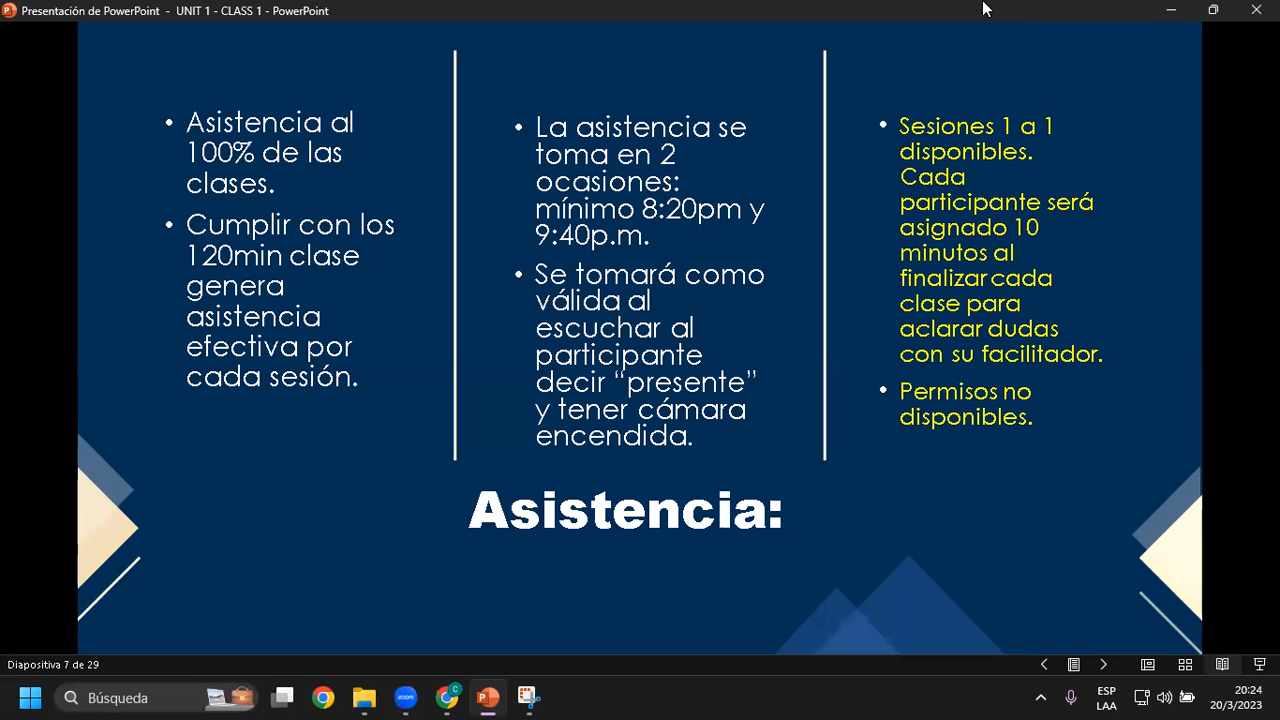 Presentación de PowerPoint - UNIT 1 - CLASS 1 - PowerPoint
• Asistencia al
100% de las
clases.
• Cumplir con los
120min clase
genera
asistencia
efectiva por
cada sesión.
• La asistencia se
toma en 2
ocasiones:
mínimo 8:20pm y
9:40p.m.
• Se tomará como
válida al
escuchar al
participante
decir “presente”
y tener cámara
encendida.
• Sesiones 1 a 1
disponibles.
Cada
participante será
asignado 10
minutos al
finalizar cada
clase para
aclarar dudas
con su facilitador.
• Permisos no
disponibles.
Asistencia:
Diapositiva 7 de 29
Búsqueda
zoom
C
ESP
LAA
20:24
20/3/2023